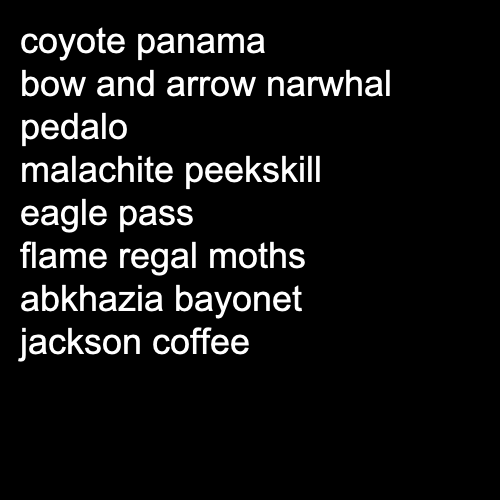 coyote panama
bow and arrow narwhal
pedalo
malachite peekskill
eagle pass
flame regal moths
abkhazia bayonet
jackson coffee